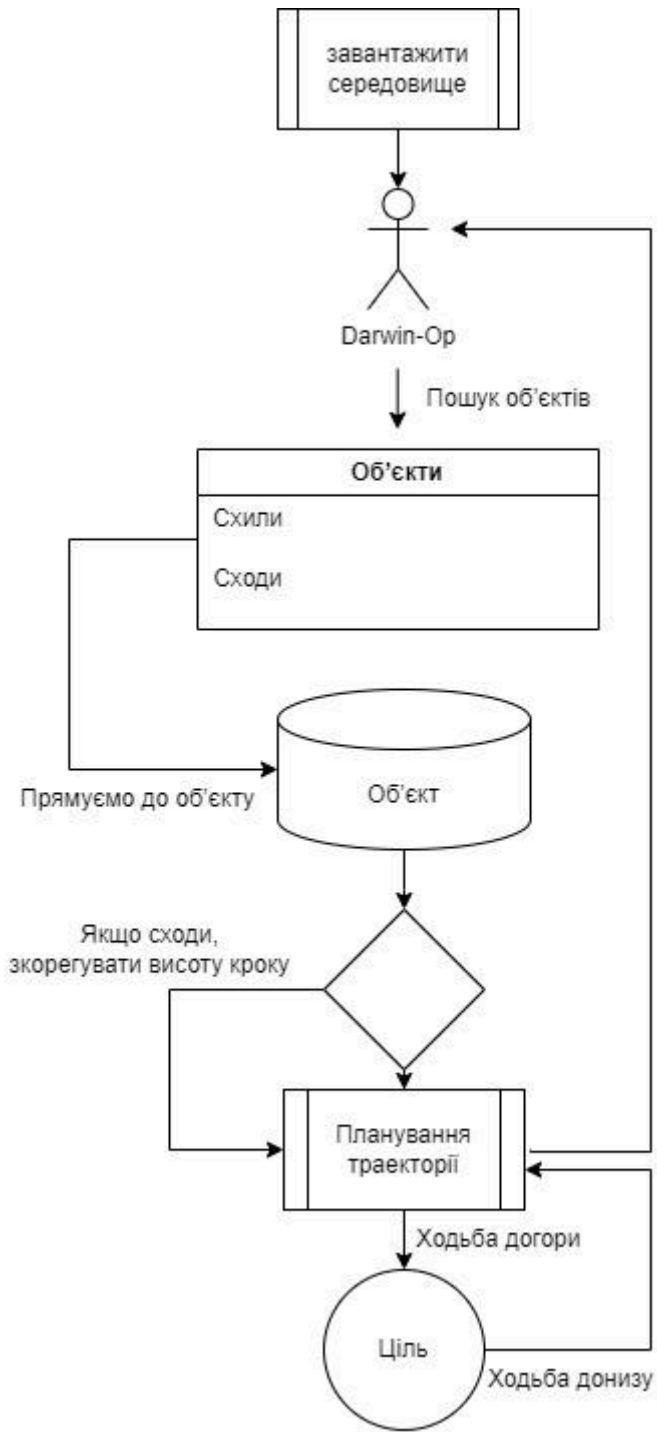 завантажити
середовище
Darwin-Op
Пошук об'єктів
Об'єкти
Схили
Сходи
Прямуємо до об'єкту
Об'єкт
Якщо сходи,
зкорегувати висоту кроку
Планування
траекторії
Ходьба догори
Ціль
Ходьба донизу